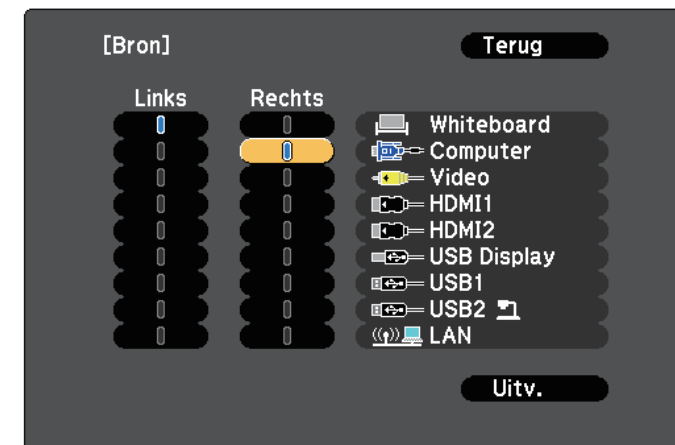 [Bron]
Terug
Links
Rechts
Whiteboard
Computer
Video
HDMI1
HDMI2
USB Display
USB1
USB2
LAN
Uitv.